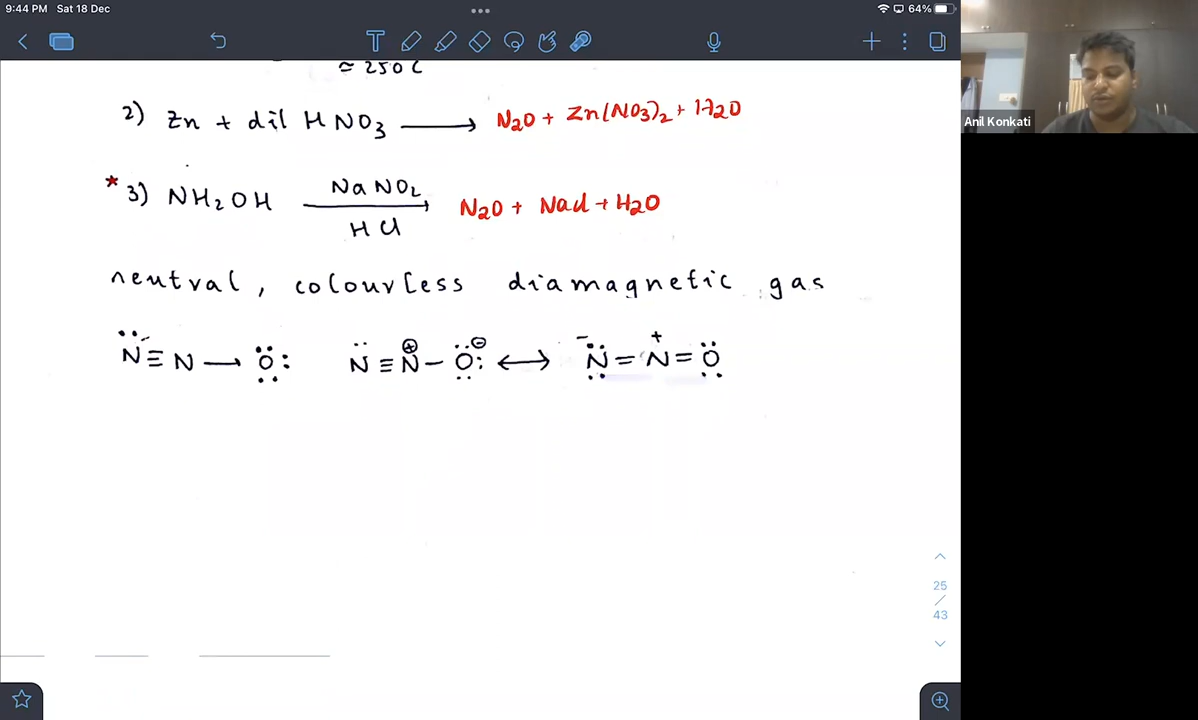 9:44 PM Sat 18 Dec
64%
≈ 250 C
2) Zn + dil HNO3 ⟶ N2O + Zn(NO3)2 + H2O
* 3) NH2OH NaNO2 ⟶ HCl N2O + NaCl + H2O
neutral, colourless diamagnetic gas
N̈ ≡ N ⟶ Ö: N̈ ≡ N⊕ – Ö:⊖ ⟷ N̈⁻ = N⁺ = Ö
Anil Konkati
25
/
43